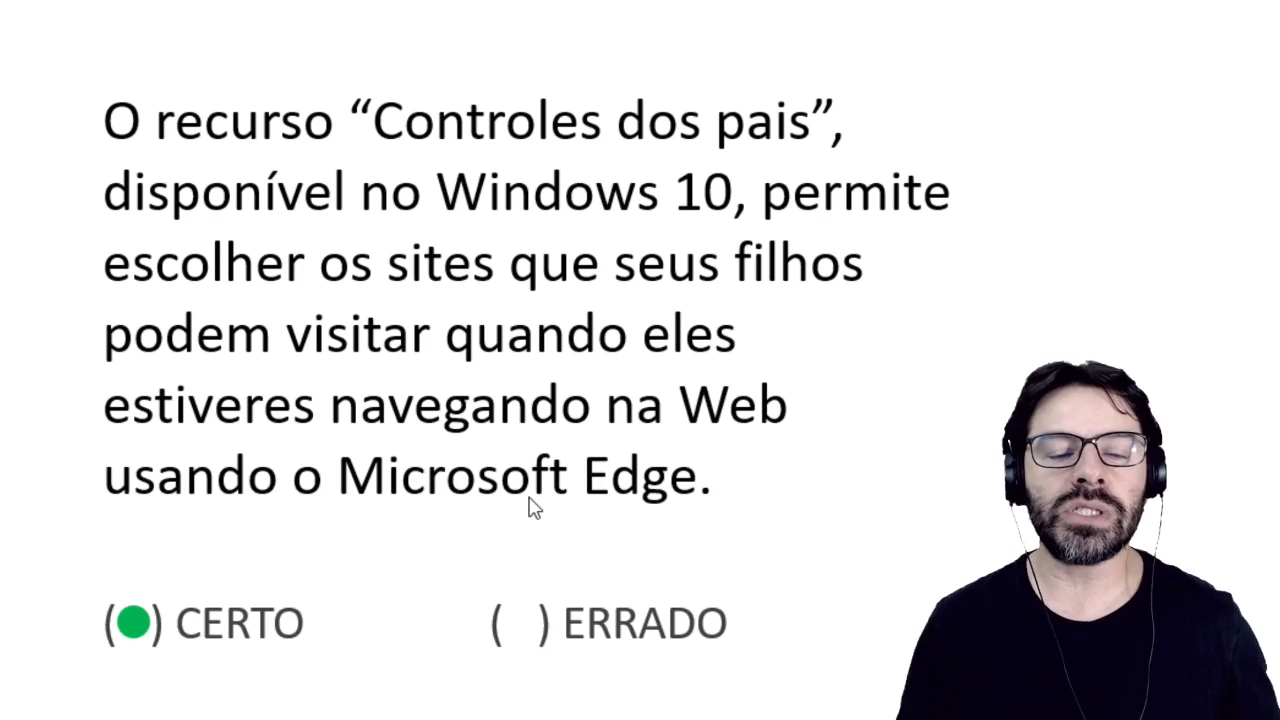 O recurso “Controles dos pais”,
disponível no Windows 10, permite
escolher os sites que seus filhos
podem visitar quando eles
estiveres navegando na Web
usando o Microsoft Edge.
(●) CERTO ( ) ERRADO